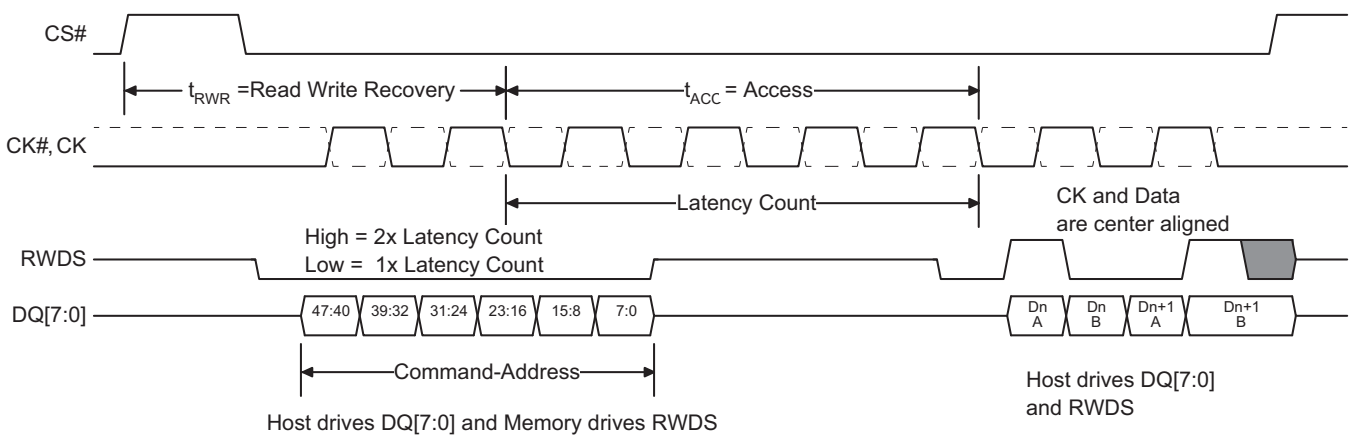 CS#
tRWR =Read Write Recovery
tACC = Access
CK#, CK
Latency Count
CK and Data
are center aligned
High = 2x Latency Count
Low = 1x Latency Count
RWDS
DQ[7:0]
47:40 39:32 31:24 23:16 15:8 7:0
Dn Dn Dn+1 Dn+1
A B A B
Command-Address
Host drives DQ[7:0]
and RWDS
Host drives DQ[7:0] and Memory drives RWDS